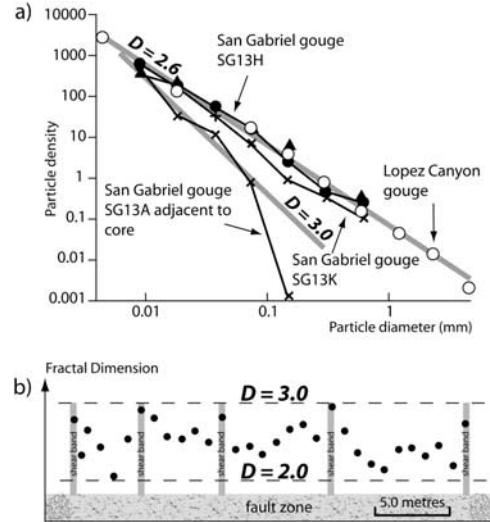 a)
Particle density
10000
1000
100
10
1
0.1
0.01
0.001
D = 2.6
San Gabriel gouge
SG13H
Lopez Canyon
gouge
San Gabriel gouge
SG13A adjacent to
core
D = 3.0
San Gabriel gouge
SG13K
0.01
0.1
1
Particle diameter (mm)
b)
Fractal Dimension
D = 3.0
shear band
shear band
shear band
shear band
shear band
D = 2.0
fault zone
5.0 metres